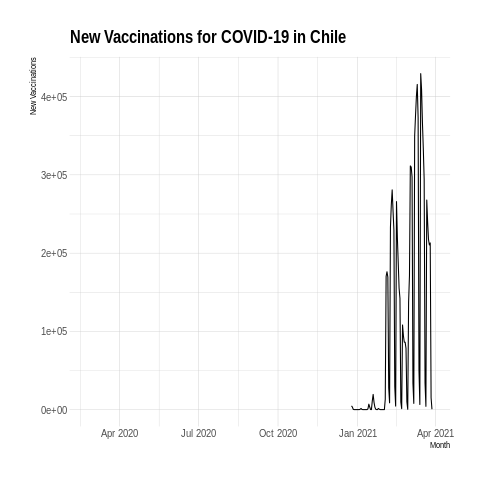 New Vaccinations for COVID-19 in Chile
New Vaccinations
4e+05
3e+05
2e+05
1e+05
0e+00
Apr 2020 Jul 2020 Oct 2020 Jan 2021 Apr 2021
Month